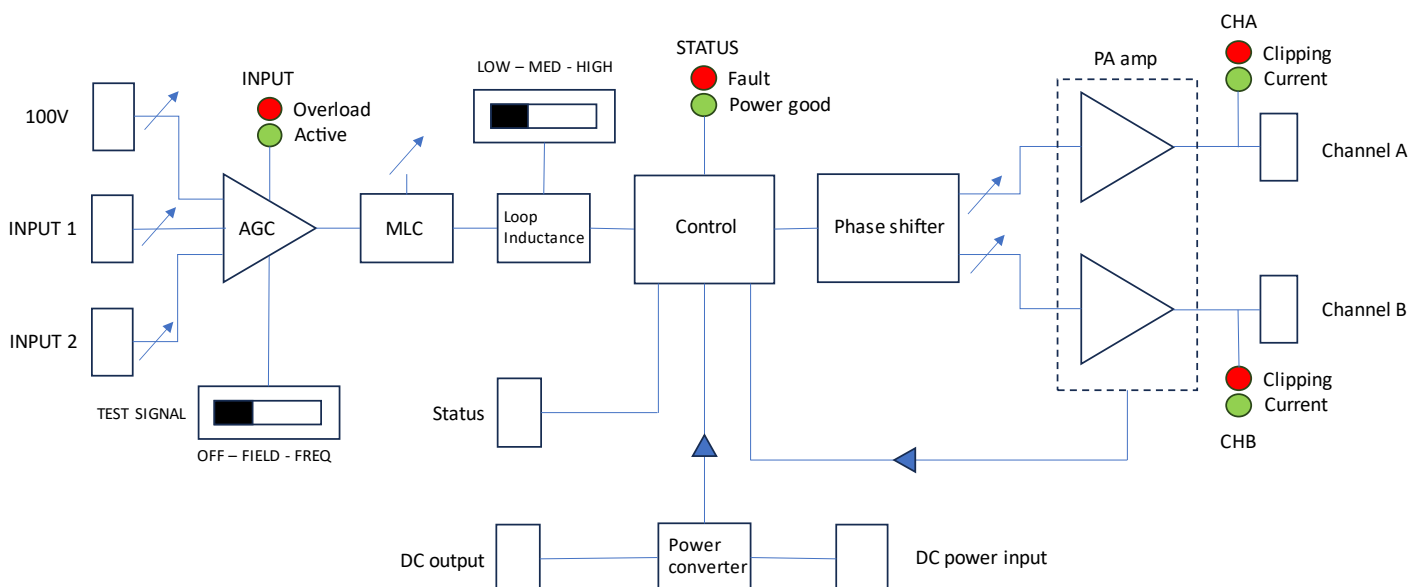 CHA
STATUS
Clipping
Current
PA amp
LOW – MED - HIGH
Fault
Power good
INPUT
Overload
Active
100V
Channel A
INPUT 1
AGC
MLC
Loop
Inductance
Control
Phase shifter
INPUT 2
Channel B
Clipping
Current
CHB
TEST SIGNAL
OFF – FIELD - FREQ
Status
DC output
Power
converter
DC power input